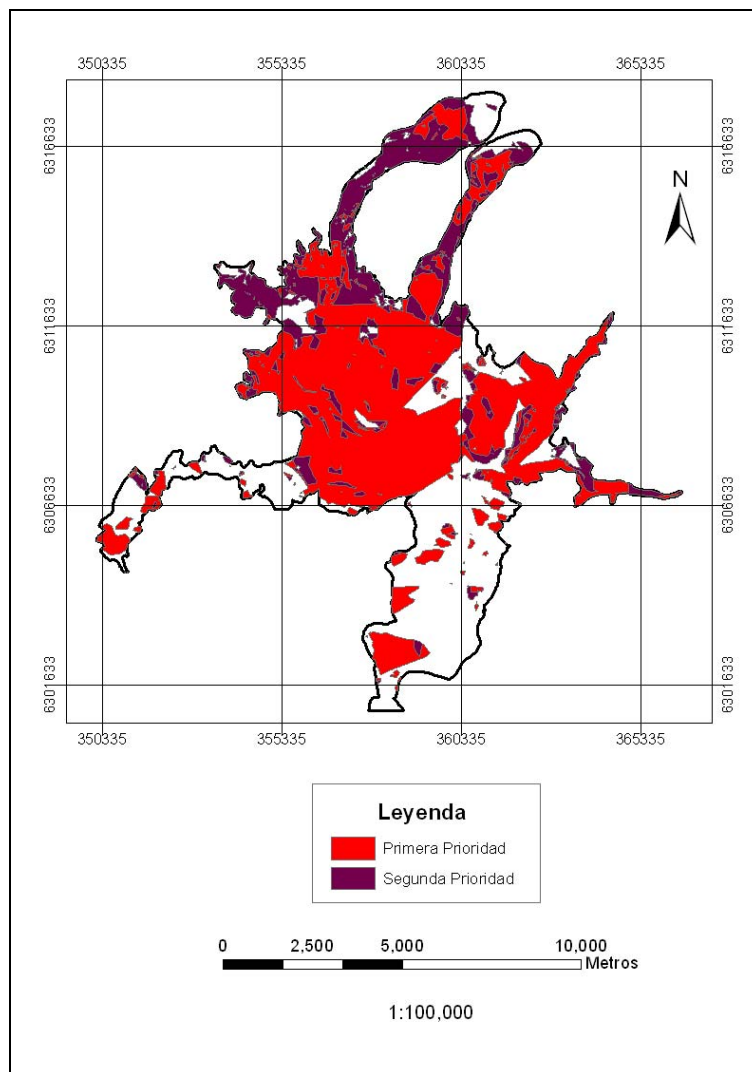 350335 355335 360335 365335
6316633 6316633
N
6311633 6311633
6306633 6306633
6301633 6301633
350335 355335 360335 365335
Leyenda
Primera Prioridad
Segunda Prioridad
0 2,500 5,000 10,000
Metros
1:100,000